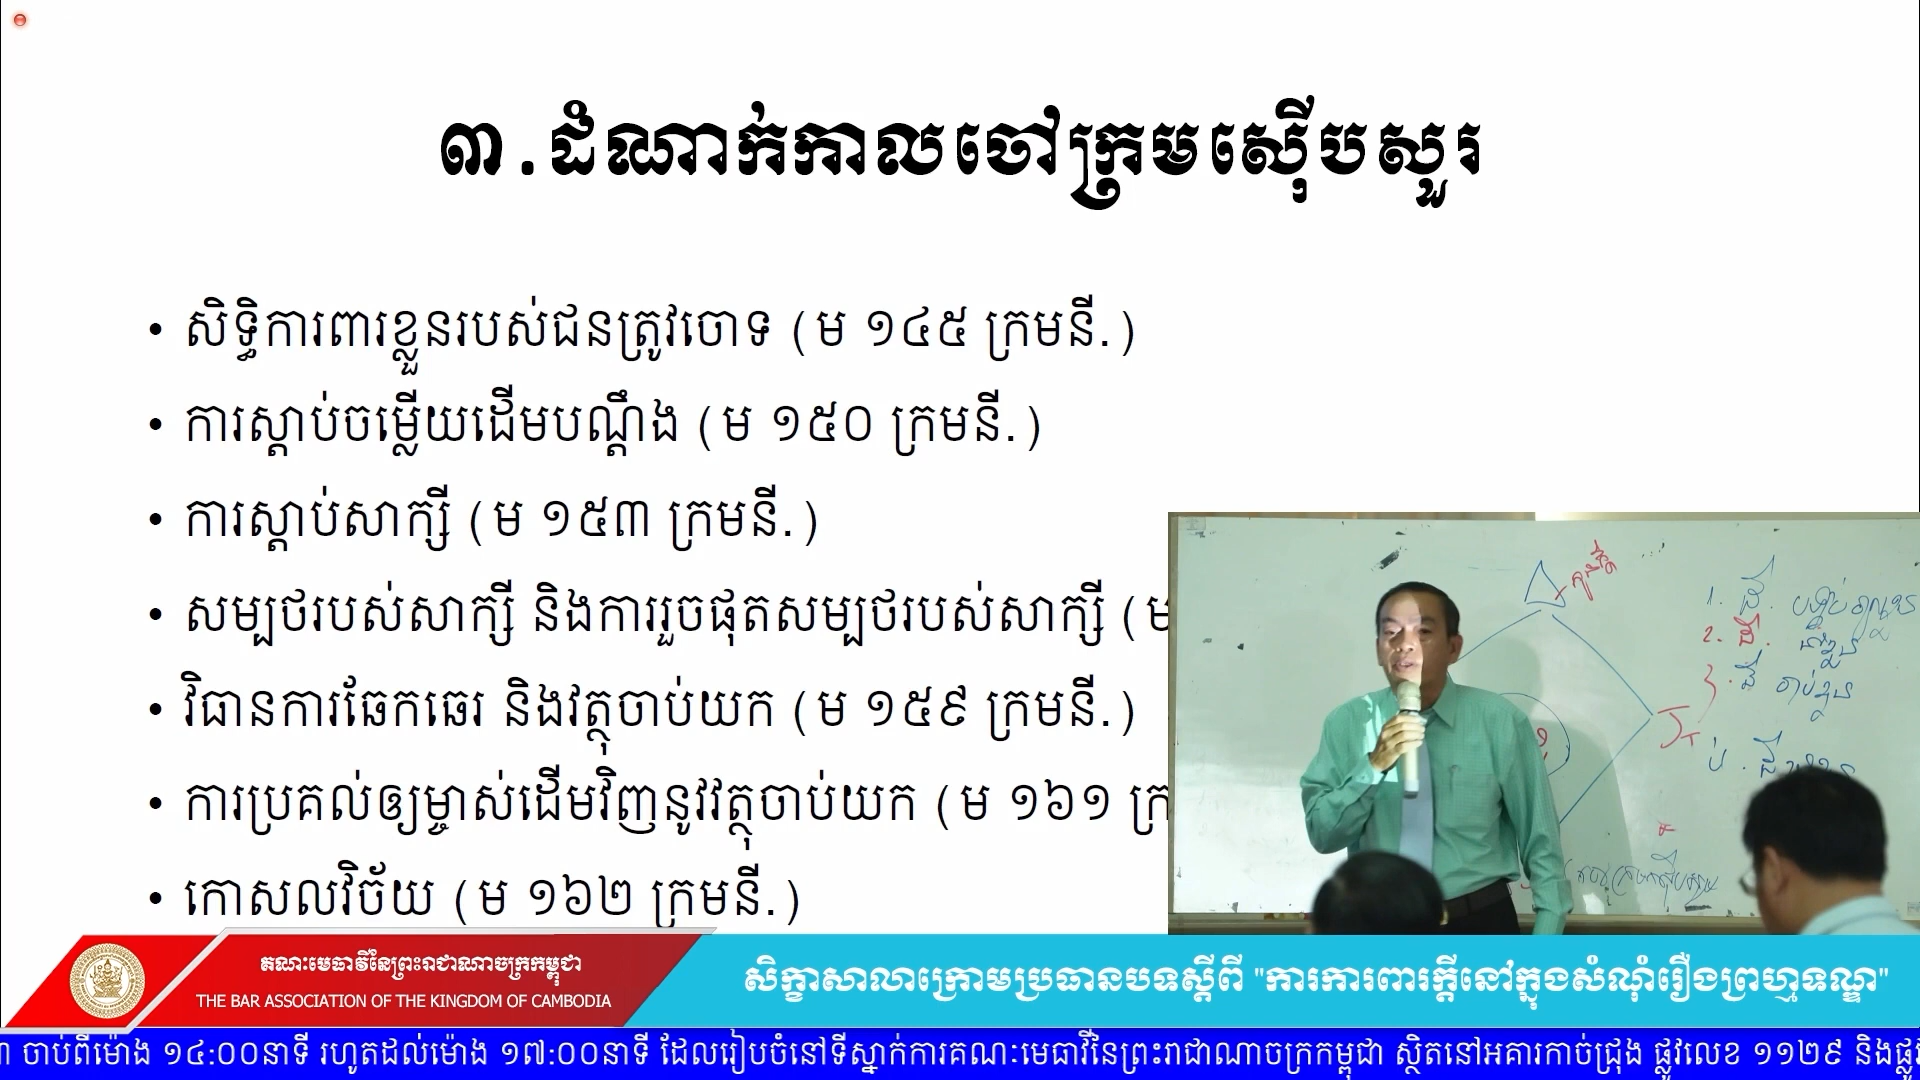 ៣.ដំណាក់កាលចៅក្រមស៊ើបសួរ
• សិទ្ធិការពារខ្លួនរបស់ជនត្រូវចោទ (ម ១៤៥ ក្រមនី.)
• ការស្តាប់ចម្លើយដើមបណ្តឹង (ម ១៥០ ក្រមនី.)
• ការស្តាប់សាក្សី (ម ១៥៣ ក្រមនី.)
• សម្បថរបស់សាក្សី និងការរួចផុតសម្បថរបស់សាក្សី (ម
• វិធានការឆែកឆេរ និងវត្ថុចាប់យក (ម ១៥៩ ក្រមនី.)
• ការប្រគល់ឲ្យម្ចាស់ដើមវិញនូវវត្ថុចាប់យក (ម ១៦១ ក្រ
• កោសលវិច័យ (ម ១៦២ ក្រមនី.)
គណៈមេធាវីនៃព្រះរាជាណាចក្រកម្ពុជា
THE BAR ASSOCIATION OF THE KINGDOM OF CAMBODIA
សិក្ខាសាលាក្រោមប្រធានបទស្តីពី "ការការពារក្តីនៅក្នុងសំណុំរឿងព្រហ្មទណ្ឌ"
ចាប់ពីម៉ោង ១៤:០០នាទី រហូតដល់ម៉ោង ១៧:០០នាទី ដែលរៀបចំនៅទីស្នាក់ការគណៈមេធាវីនៃព្រះរាជាណាចក្រកម្ពុជា ស្ថិតនៅអគារកាច់ជ្រុង ផ្លូវលេខ ១១២៩ និងផ្លូវ